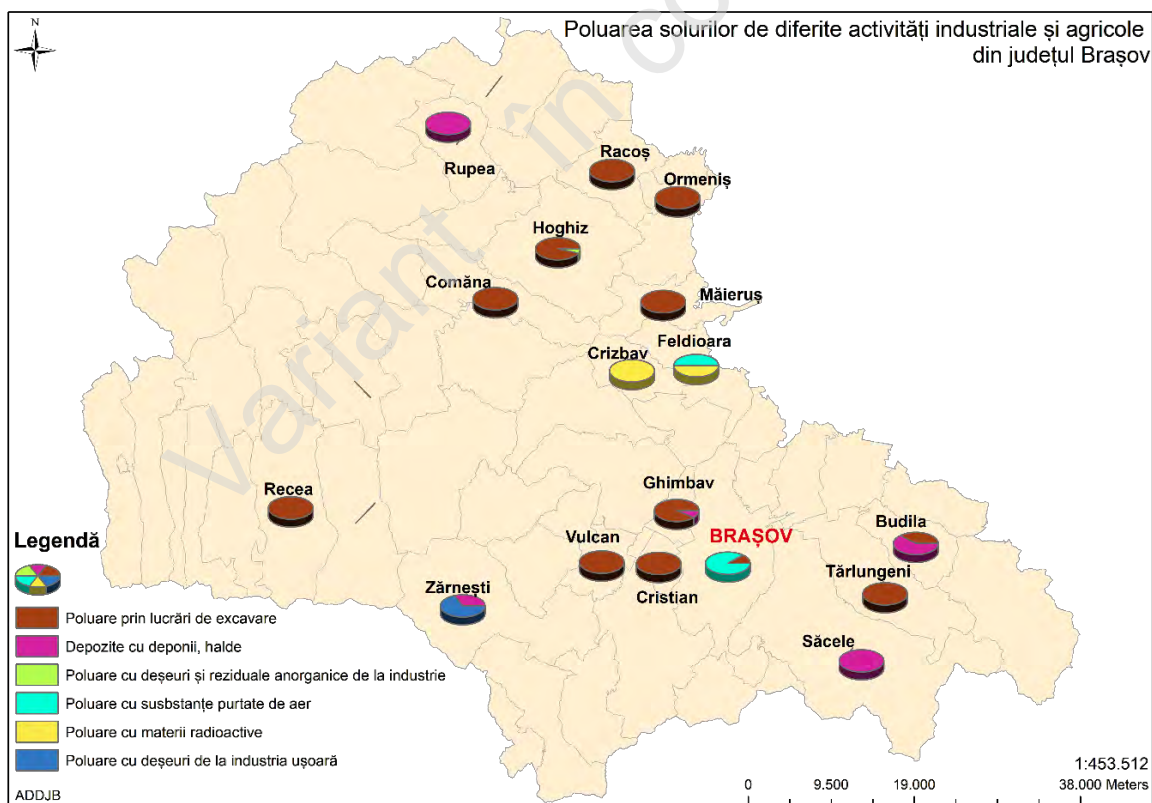 Poluarea solurilor de diferite activități industriale și agricole
din județul Brașov
N
Variant în co
Rupea
Racoș
Ormeniș
Hoghiz
Comăna
Măieruș
Feldioara
Crizbav
Recea
Ghimbav
Budila
Vulcan
BRAȘOV
Tărlungeni
Zărnești
Cristian
Săcele
Legendă
Poluare prin lucrări de excavare
Depozite cu deponii, halde
Poluare cu deșeuri și reziduale anorganice de la industrie
Poluare cu susbstanțe purtate de aer
Poluare cu materii radioactive
Poluare cu deșeuri de la industria ușoară
ADDJB
1:453.512
0 9.500 19.000 38.000 Meters